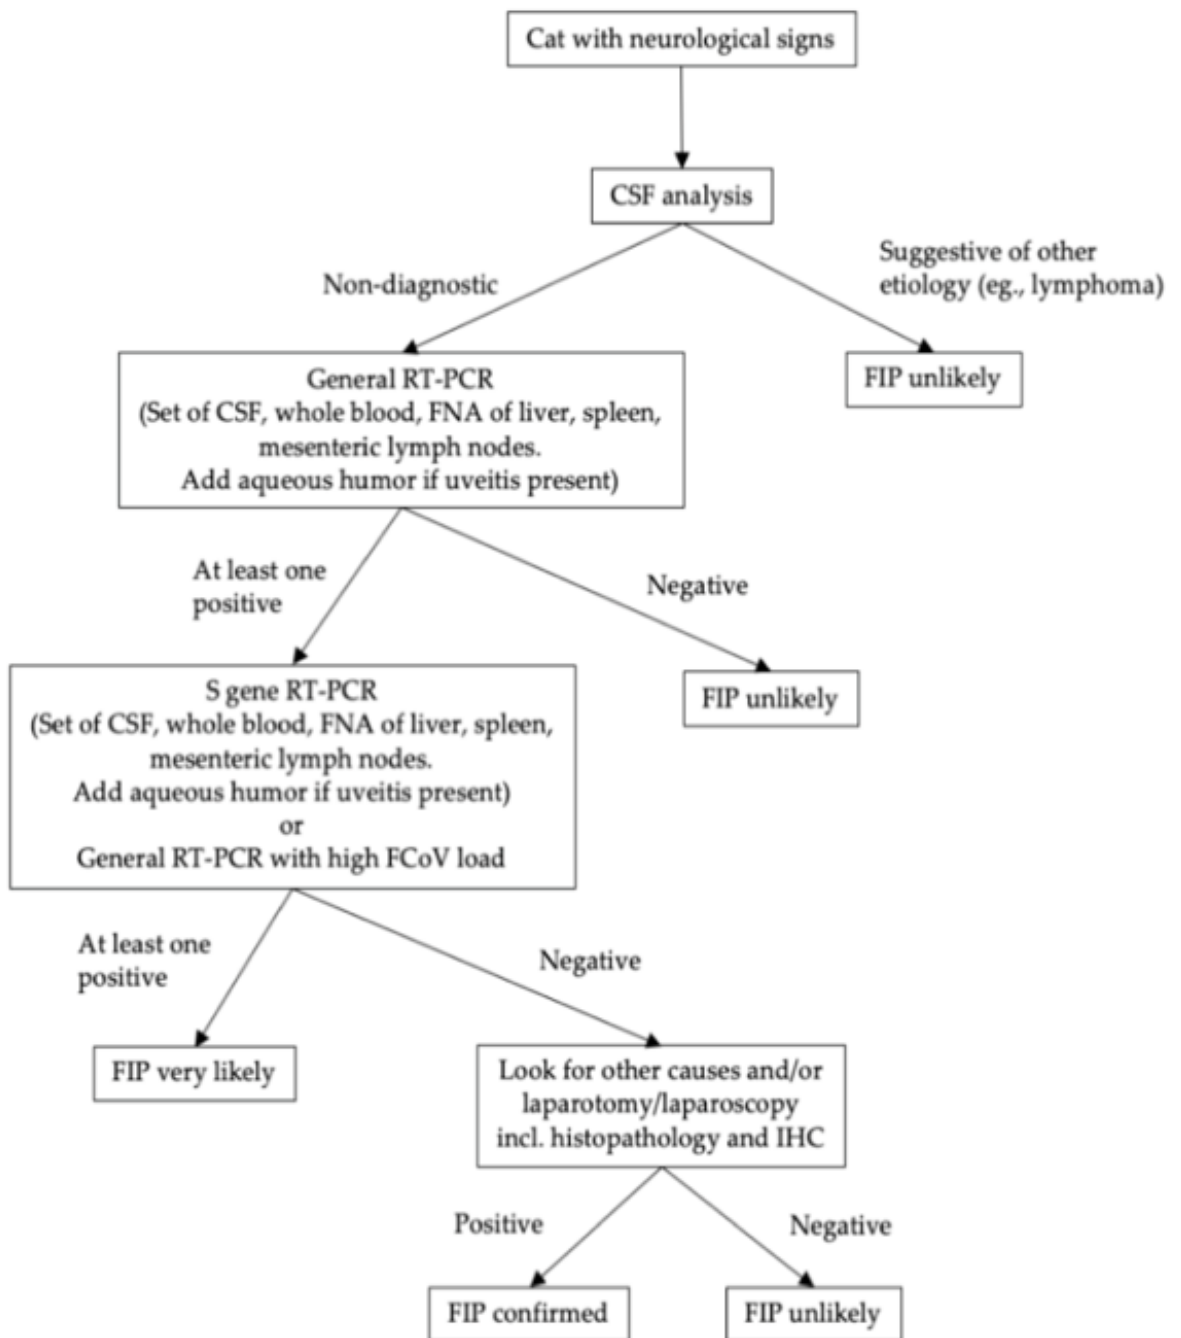 Cat with neurological signs
CSF analysis
Non-diagnostic
Suggestive of other
etiology (eg., lymphoma)
General RT-PCR
(Set of CSF, whole blood, FNA of liver, spleen,
mesenteric lymph nodes.
Add aqueous humor if uveitis present)
FIP unlikely
At least one
positive
Negative
S gene RT-PCR
(Set of CSF, whole blood, FNA of liver, spleen,
mesenteric lymph nodes.
Add aqueous humor if uveitis present)
or
General RT-PCR with high FCoV load
FIP unlikely
At least one
positive
Negative
FIP very likely
Look for other causes and/or
laparotomy/laparoscopy
incl. histopathology and IHC
Positive
Negative
FIP confirmed
FIP unlikely